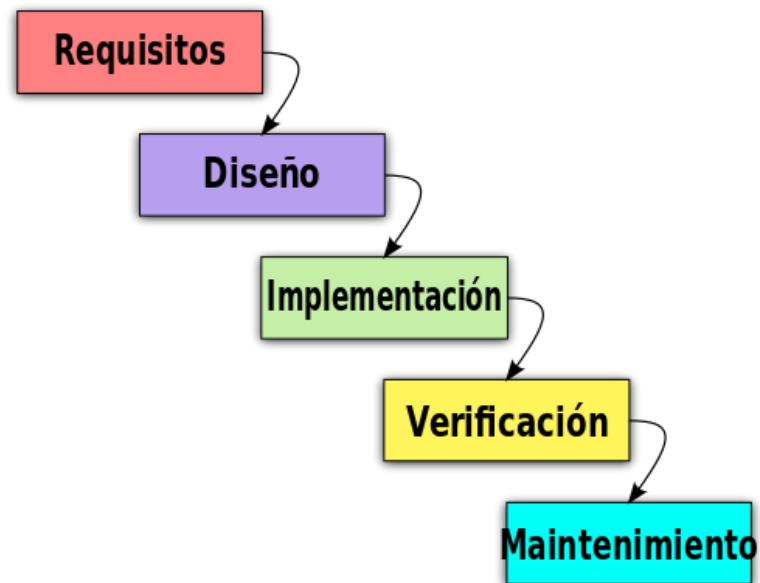 Requisitos
Diseño
Implementación
Verificación
Maintenimiento